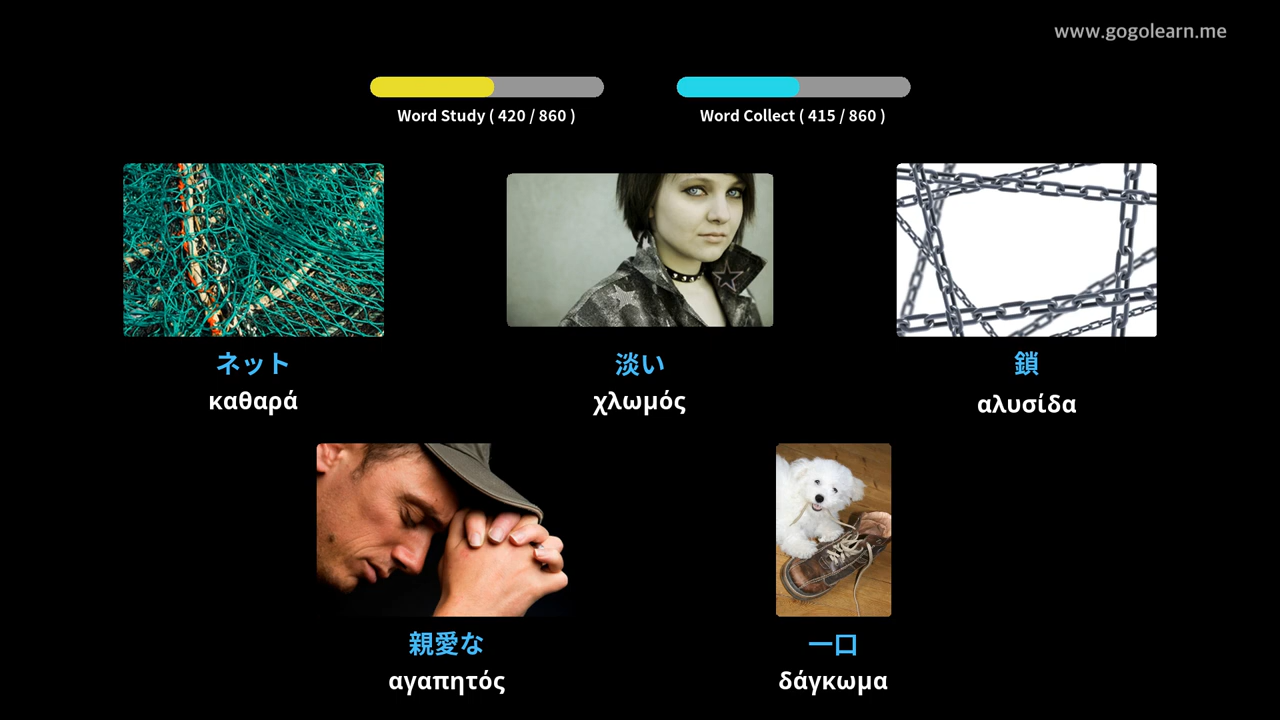 www.gogolearn.me
Word Study ( 420 / 860 )
Word Collect ( 415 / 860 )
ネット
καθαρά
淡い
χλωμός
鎖
αλυσίδα
親愛な
αγαπητός
一口
δάγκωμα